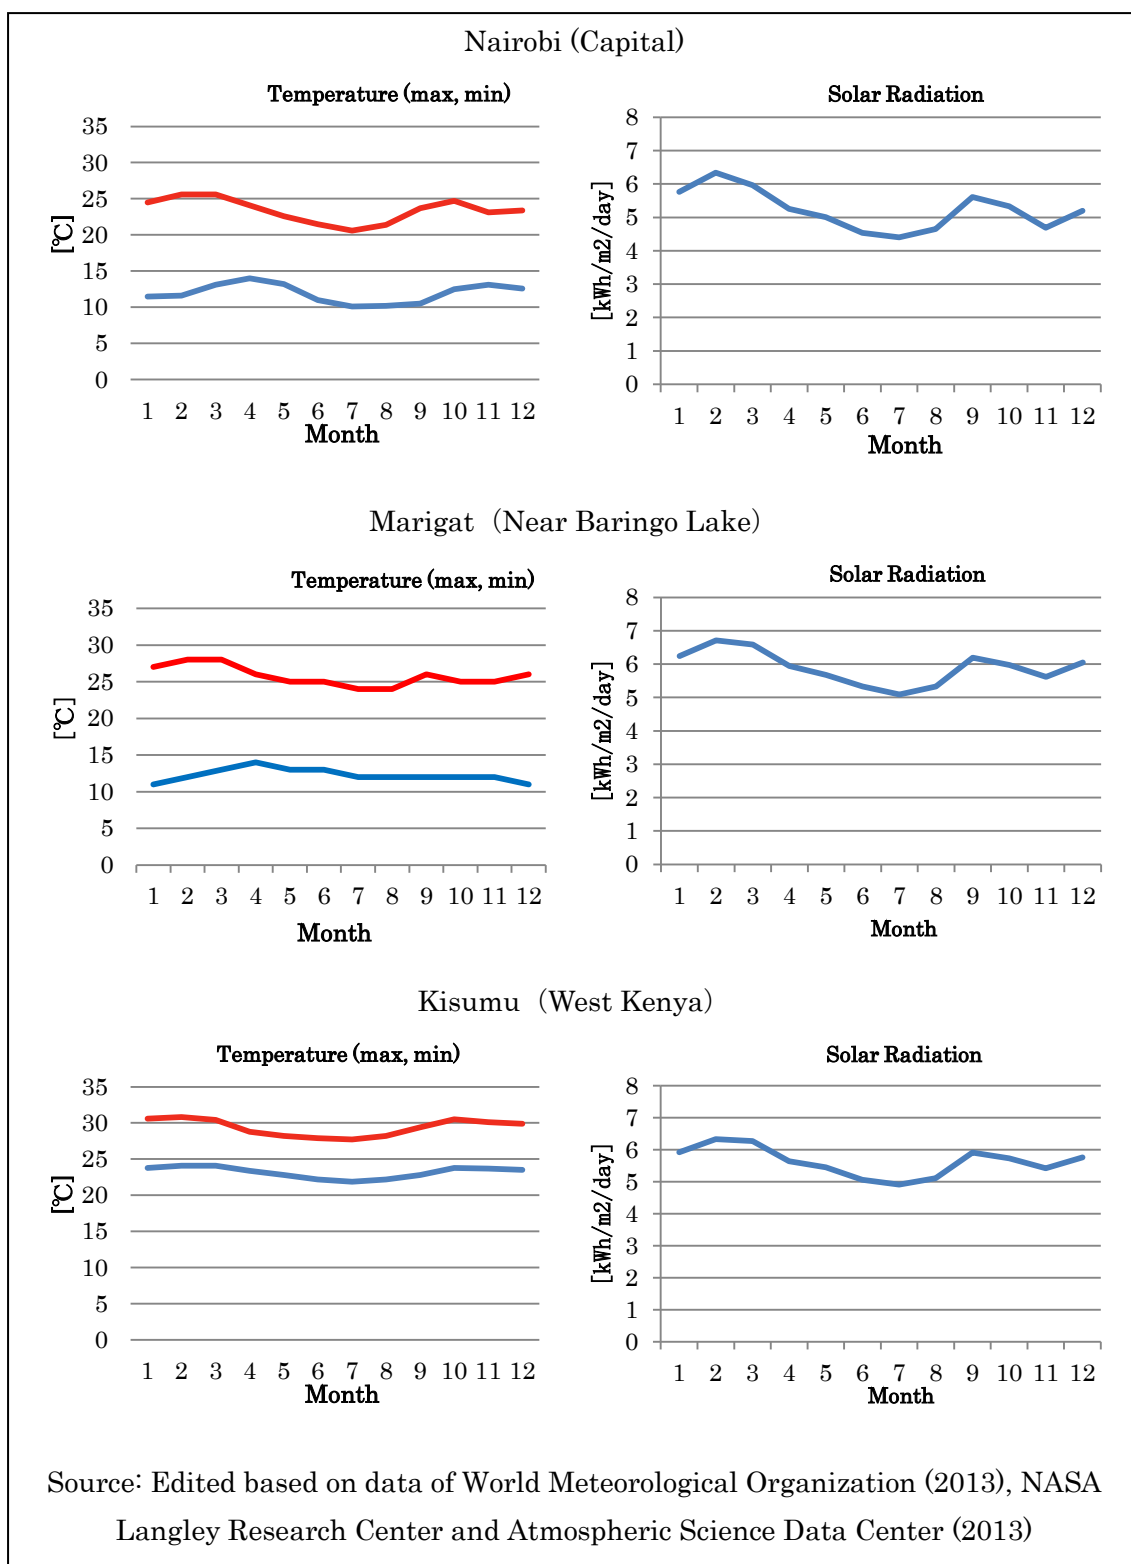 Nairobi (Capital)
Temperature (max, min)
35
30
25
20
15
10
5
0
[℃]
1 2 3 4 5 6 7 8 9 10 11 12
Month
Solar Radiation
8
7
6
5
4
3
2
1
0
[kWh/m2/day]
1 2 3 4 5 6 7 8 9 10 11 12
Month
Marigat（Near Baringo Lake）
Temperature (max, min)
35
30
25
20
15
10
5
0
[℃]
1 2 3 4 5 6 7 8 9 10 11 12
Month
Solar Radiation
8
7
6
5
4
3
2
1
0
[kWh/m2/day]
1 2 3 4 5 6 7 8 9 10 11 12
Month
Kisumu（West Kenya）
Temperature (max, min)
35
30
25
20
15
10
5
0
[℃]
1 2 3 4 5 6 7 8 9 10 11 12
Month
Solar Radiation
8
7
6
5
4
3
2
1
0
[kWh/m2/day]
1 2 3 4 5 6 7 8 9 10 11 12
Month
Source: Edited based on data of World Meteorological Organization (2013), NASA
Langley Research Center and Atmospheric Science Data Center (2013)